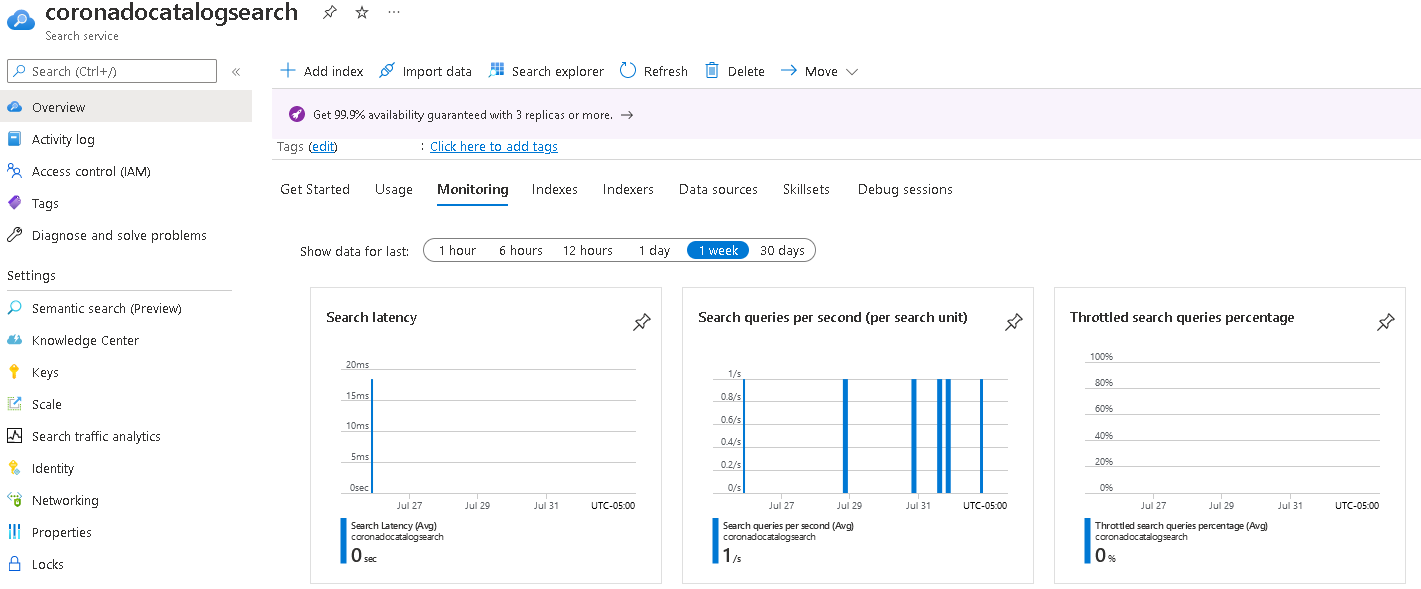 coronadocatalogsearch
Search service
Search (Ctrl+/)
Overview
Activity log
Access control (IAM)
Tags
Diagnose and solve problems
Settings
Semantic search (Preview)
Knowledge Center
Keys
Scale
Search traffic analytics
Identity
Networking
Properties
Locks
Add index Import data Search explorer Refresh Delete Move
Get 99.9% availability guaranteed with 3 replicas or more. →
Tags (edit) : Click here to add tags
Get Started Usage Monitoring Indexes Indexers Data sources Skillsets Debug sessions
Show data for last: 1 hour 6 hours 12 hours 1 day 1 week 30 days
Search latency
20ms
15ms
10ms
5ms
0sec
Jul 27 Jul 29 Jul 31 UTC-05:00
Search Latency (Avg)
coronadocatalogsearch
0 sec
Search queries per second (per search unit)
1/s
0.8/s
0.6/s
0.4/s
0.2/s
0/s
Jul 27 Jul 29 Jul 31 UTC-05:00
Search queries per second (Avg)
coronadocatalogsearch
1 /s
Throttled search queries percentage
100%
80%
60%
40%
20%
0%
Jul 27 Jul 29 Jul 31 UTC-05:00
Throttled search queries percentage (Avg)
coronadocatalogsearch
0 %